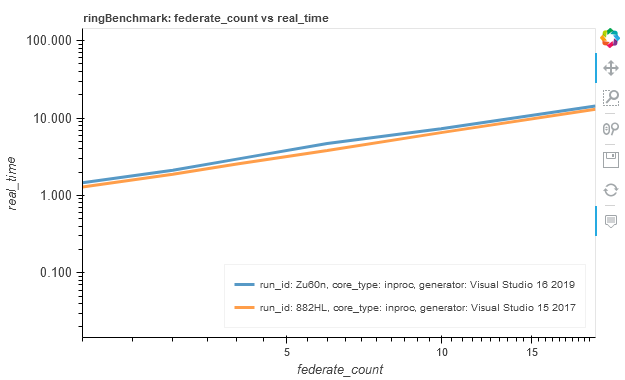 ringBenchmark: federate_count vs real_time
100.000
10.000
1.000
0.100
real_time
run_id: Zu60n, core_type: inproc, generator: Visual Studio 16 2019
run_id: 882HL, core_type: inproc, generator: Visual Studio 15 2017
5
10
15
federate_count